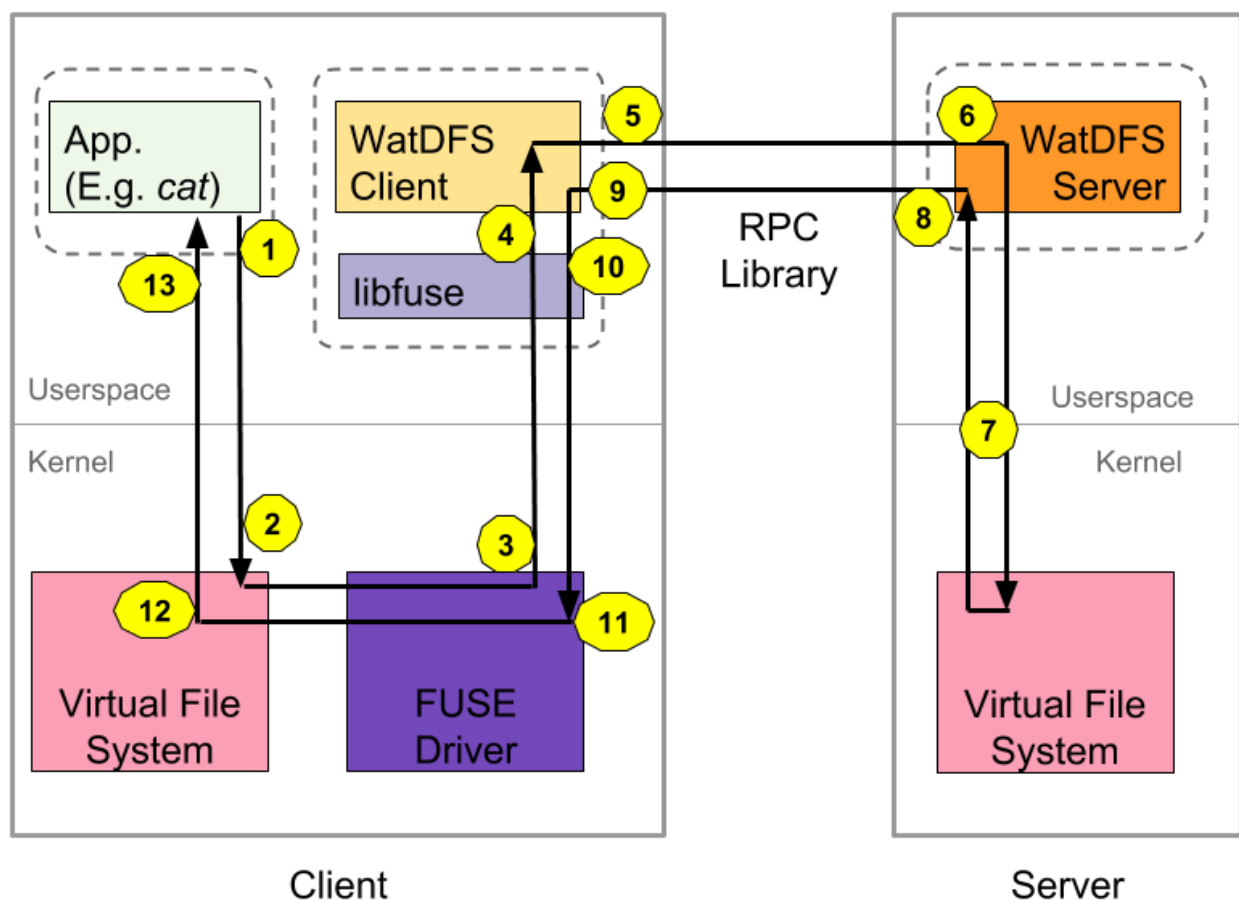 App.
(E.g. cat)
WatDFS
Client
5
6
WatDFS
Server
9
8
4
1
10
13
RPC
Library
libfuse
Userspace
Userspace
7
Kernel
Kernel
2
3
12
11
Virtual File
System
FUSE
Driver
Virtual File
System
Client
Server